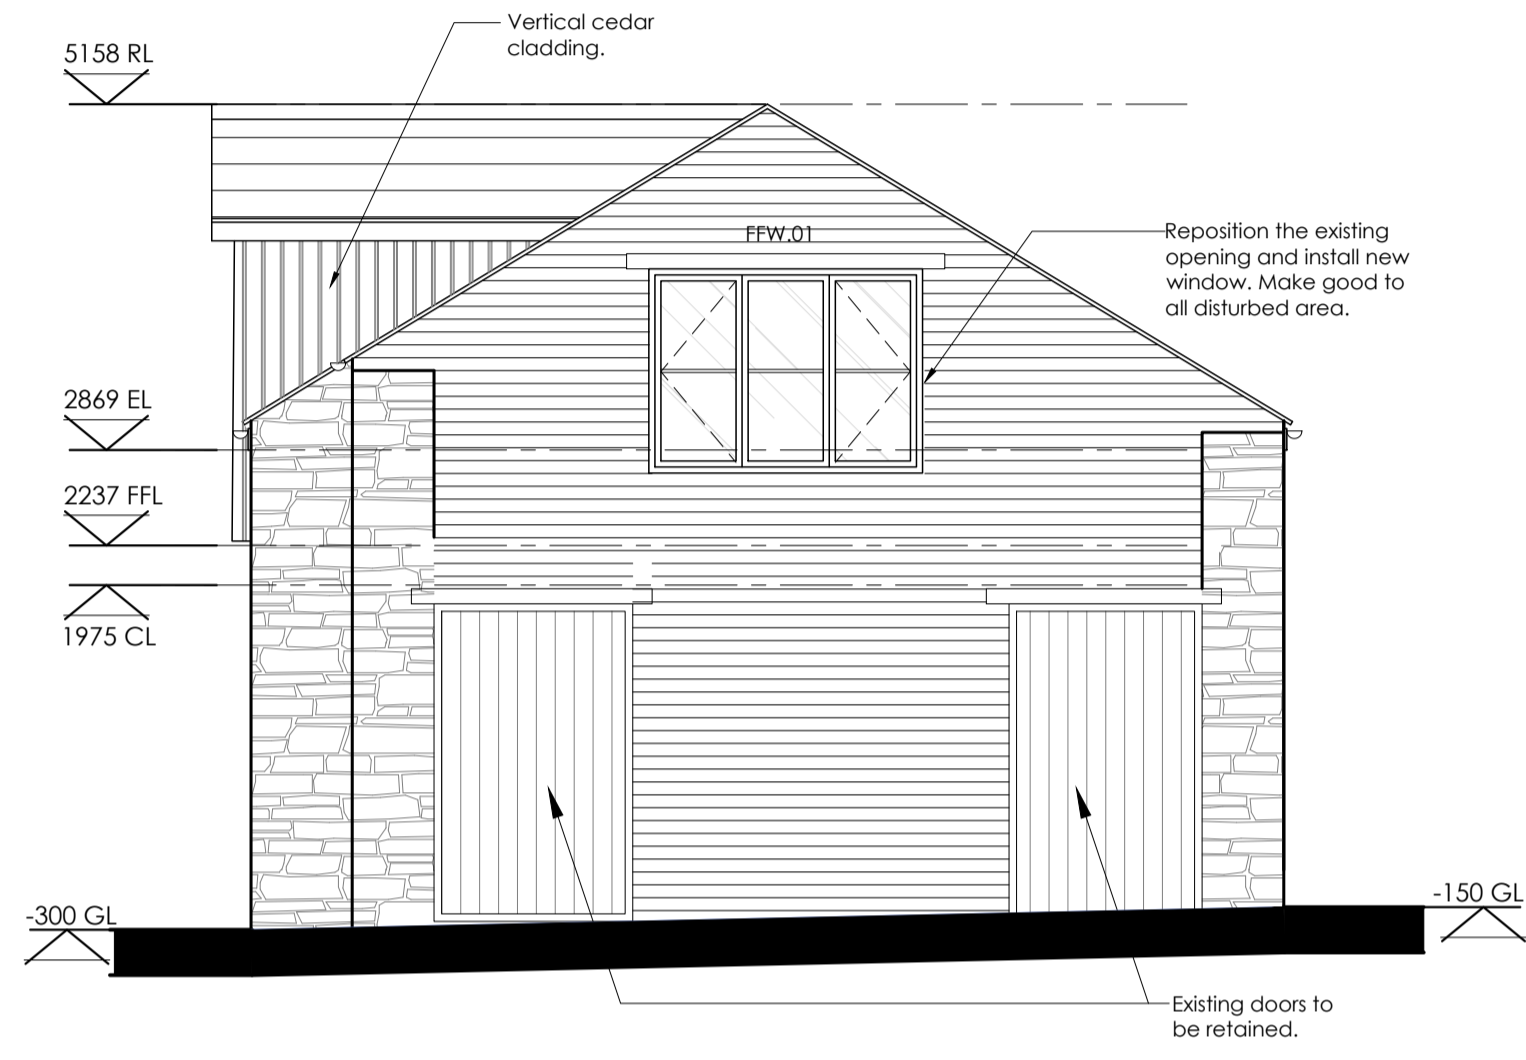 Vertical cedar
cladding.
5158 RL
FFW.01
Reposition the existing
opening and install new
window. Make good to
all disturbed area.
2869 EL
2237 FFL
1975 CL
-300 GL
-150 GL
Existing doors to
be retained.